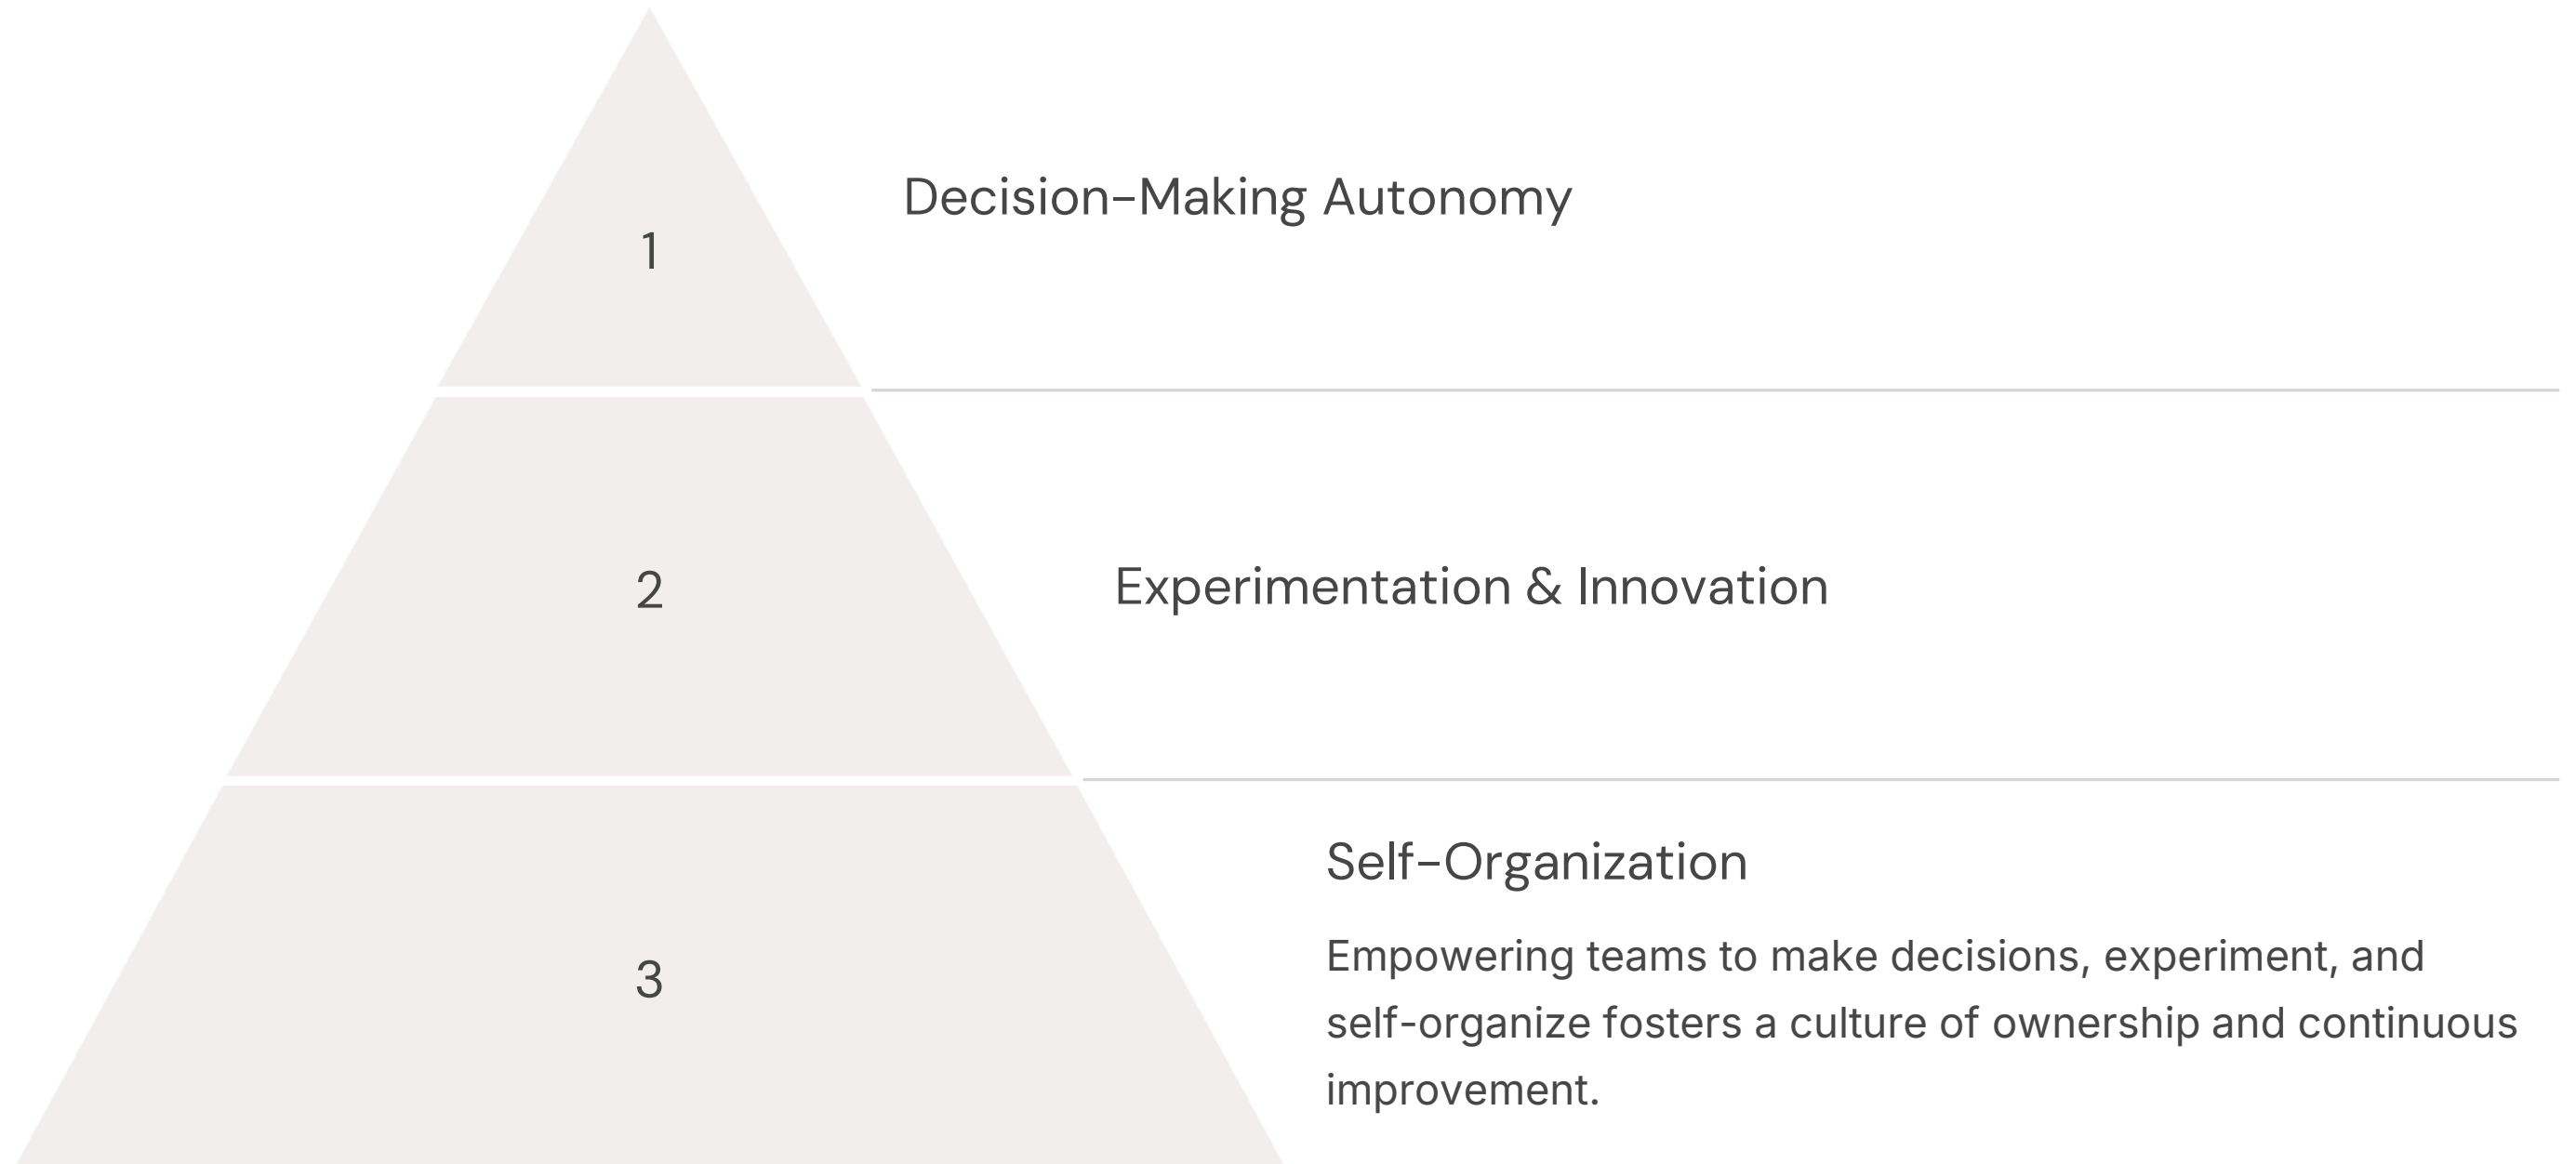 1
Decision-Making Autonomy
2
Experimentation & Innovation
3
Self-Organization
Empowering teams to make decisions, experiment, and
self-organize fosters a culture of ownership and continuous
improvement.